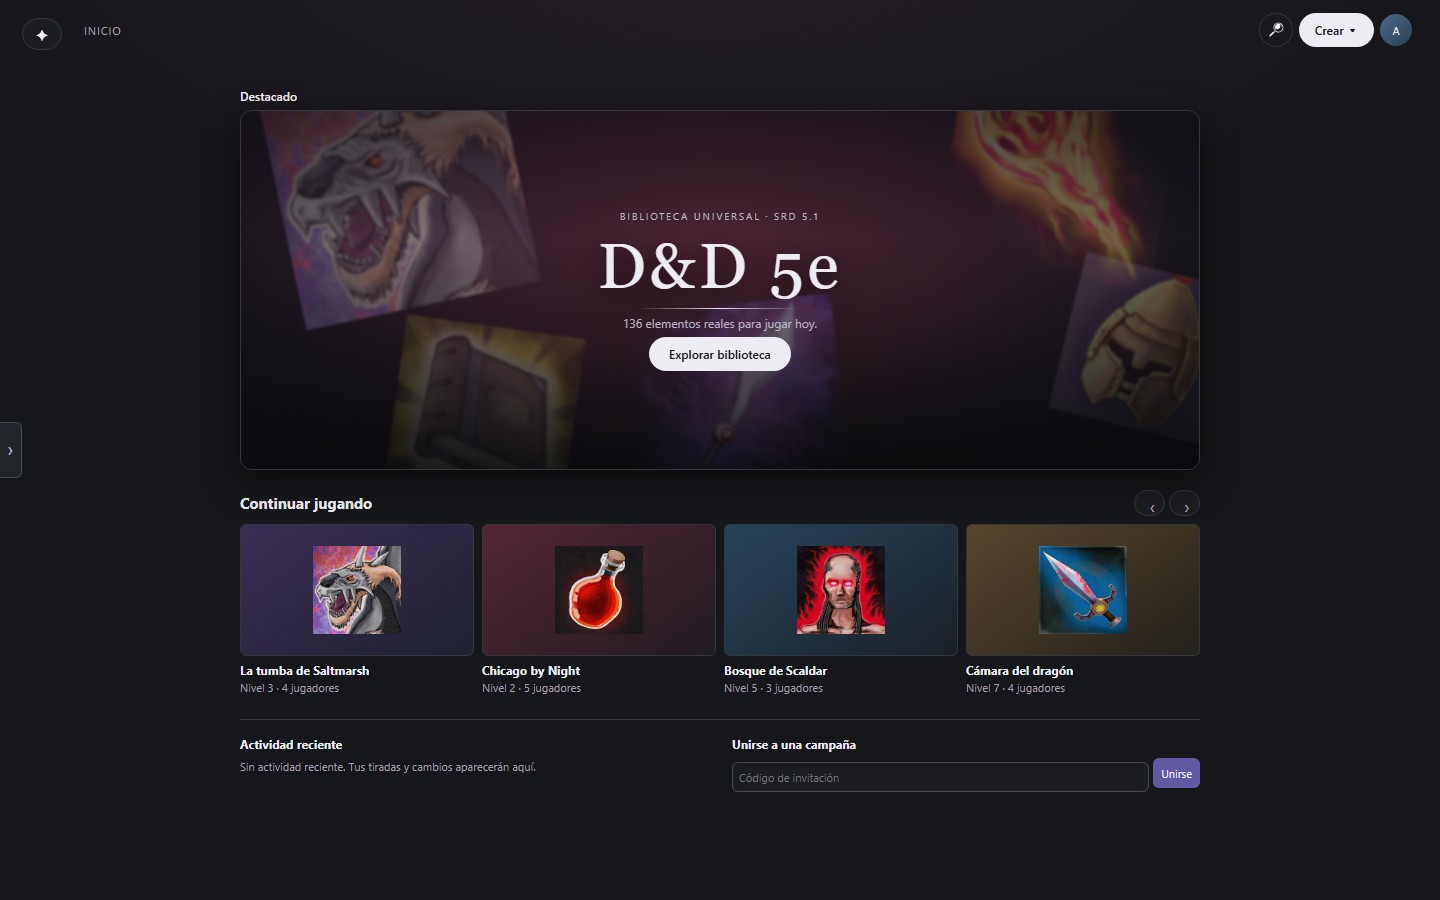 INICIO
Crear
A
Destacado
BIBLIOTECA UNIVERSAL · SRD 5.1
D&D 5e
136 elementos reales para jugar hoy.
Explorar biblioteca
Continuar jugando
La tumba de Saltmarsh
Nivel 3 · 4 jugadores
Chicago by Night
Nivel 2 · 5 jugadores
Bosque de Scaldar
Nivel 5 · 3 jugadores
Cámara del dragón
Nivel 7 · 4 jugadores
Actividad reciente
Sin actividad reciente. Tus tiradas y cambios aparecerán aquí.
Unirse a una campaña
Código de invitación
Unirse